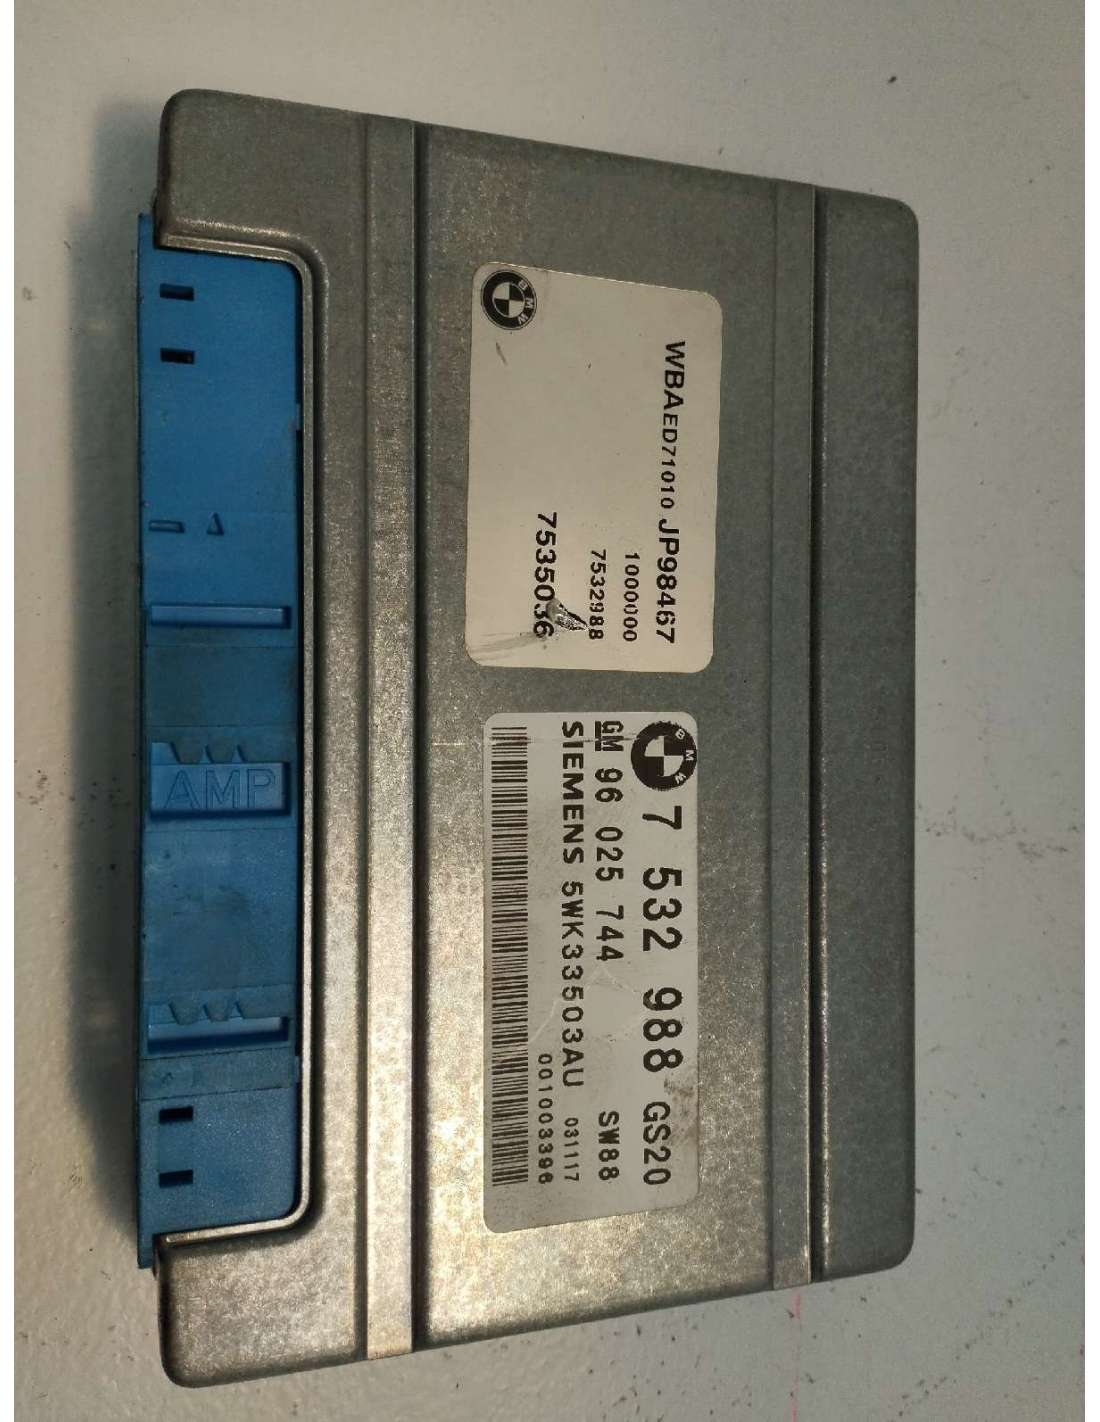 BMW
WBAED71010 JP98467
1000000
7532988
7535036
BMW
7 532 988 GS20
GM 96 025 744 SW88
SIEMENS 5WK33503AU 031117
001003396
AMP